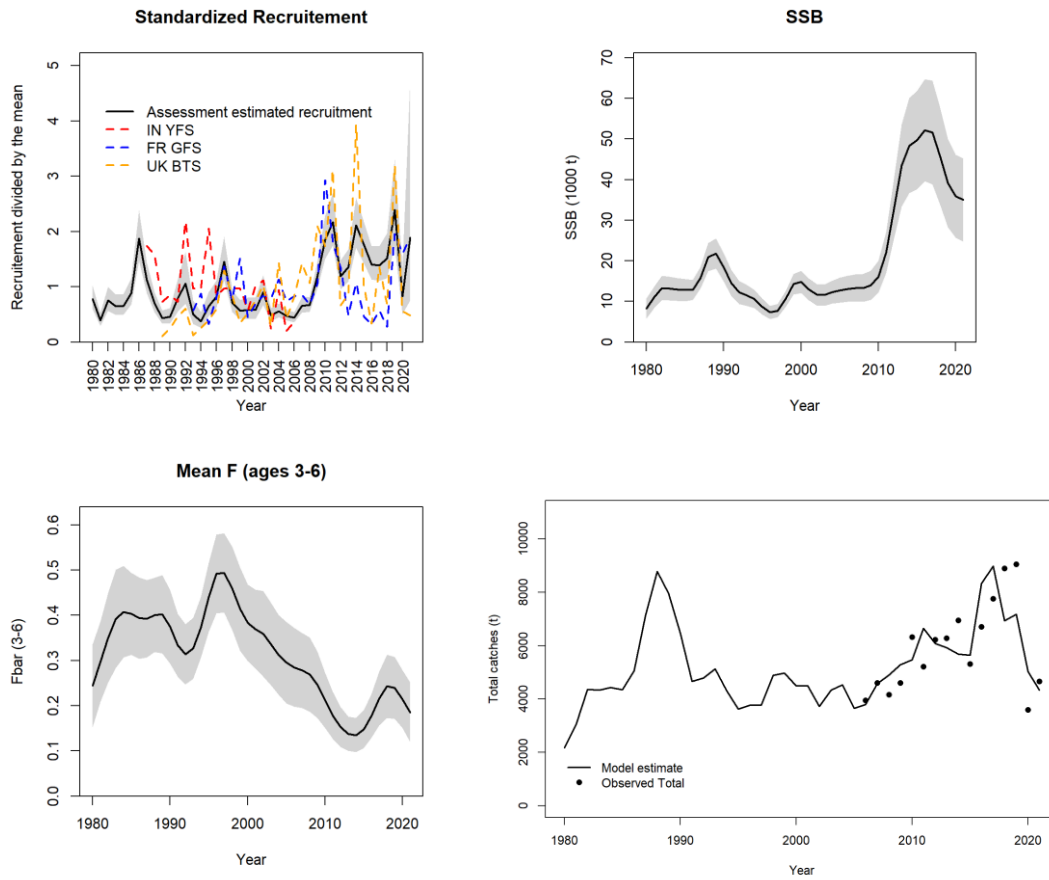 Standardized Recruitement
Recruitement divided by the mean
5
4
3
2
1
0
Assessment estimated recruitment
IN YFS
FR GFS
UK BTS
1980 1982 1984 1986 1988 1990 1992 1994 1996 1998 2000 2002 2004 2006 2008 2010 2012 2014 2016 2018 2020
Year
SSB
SSB (1000 t)
70
60
50
40
30
20
10
0
1980 1990 2000 2010 2020
Year
Mean F (ages 3-6)
Fbar (3-6)
0.6
0.5
0.4
0.3
0.2
0.1
0.0
1980 1990 2000 2010 2020
Year
Total catches (t)
10000
8000
6000
4000
2000
0
Model estimate
Observed Total
1980 1990 2000 2010 2020
Year